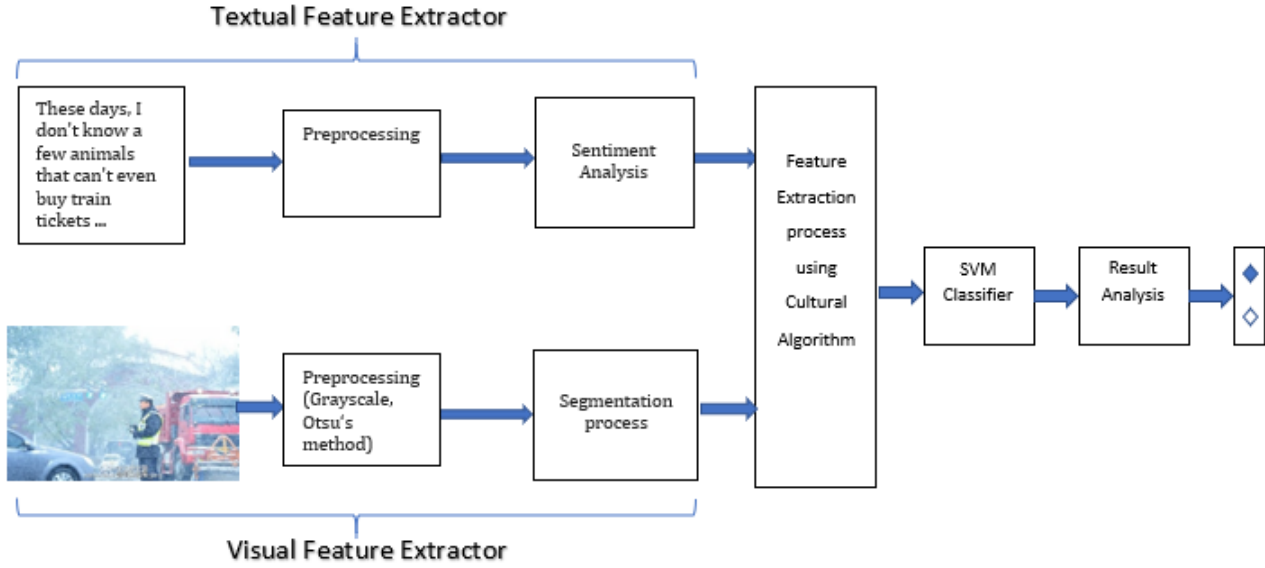 Textual Feature Extractor
These days, I
don't know a
few animals
that can't even
buy train
tickets ...
Preprocessing
Sentiment
Analysis
Feature
Extraction
process
using
Cultural
Algorithm
SVM
Classifier
Result
Analysis
Preprocessing
(Grayscale,
Otsu's
method)
Segmentation
process
Visual Feature Extractor